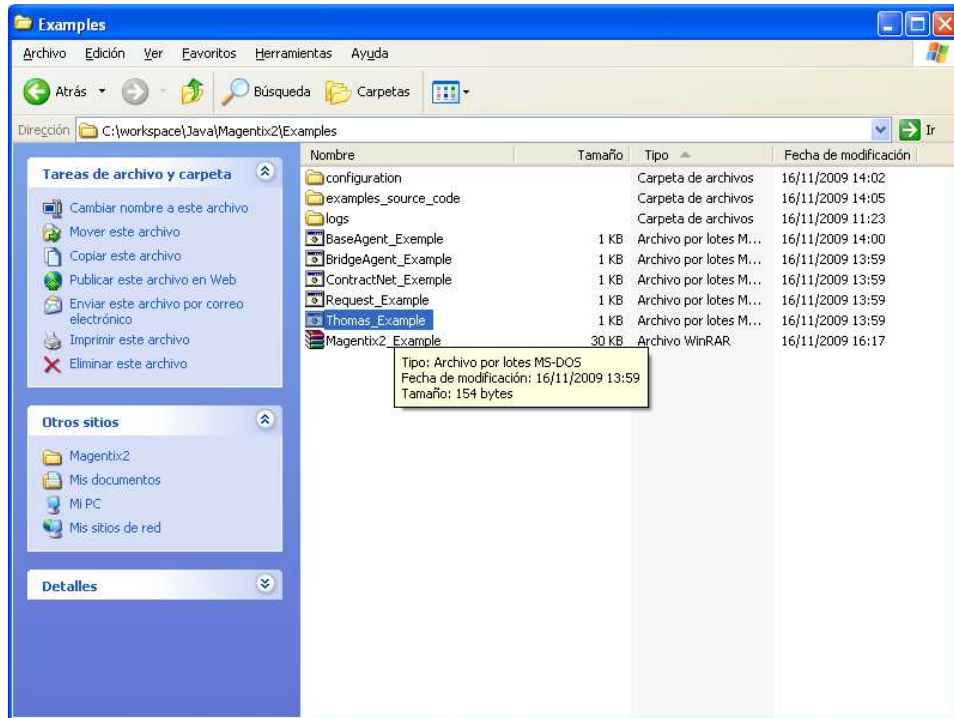 Examples
Archivo Edición Ver Favoritos Herramientas Ayuda
Atrás Búsqueda Carpetas
Dirección C:\workspace\Java\Magentix2\Examples Ir
Tareas de archivo y carpeta
Cambiar nombre a este archivo
Mover este archivo
Copiar este archivo
Publicar este archivo en Web
Enviar este archivo por correo
electrónico
Imprimir este archivo
Eliminar este archivo
Otros sitios
Magentix2
Mis documentos
Mi PC
Mis sitios de red
Detalles
Nombre Tamaño Tipo Fecha de modificación
configuration Carpeta de archivos 16/11/2009 14:02
examples_source_code Carpeta de archivos 16/11/2009 14:05
logs Carpeta de archivos 16/11/2009 11:23
BaseAgent_Exemple 1 KB Archivo por lotes M... 16/11/2009 14:00
BridgeAgent_Example 1 KB Archivo por lotes M... 16/11/2009 13:59
ContractNet_Exemple 1 KB Archivo por lotes M... 16/11/2009 13:59
Request_Example 1 KB Archivo por lotes M... 16/11/2009 13:59
Thomas_Example 1 KB Archivo por lotes M... 16/11/2009 13:59
Magentix2_Example 30 KB Archivo WinRAR 16/11/2009 16:17
Tipo: Archivo por lotes MS-DOS
Fecha de modificación: 16/11/2009 13:59
Tamaño: 154 bytes